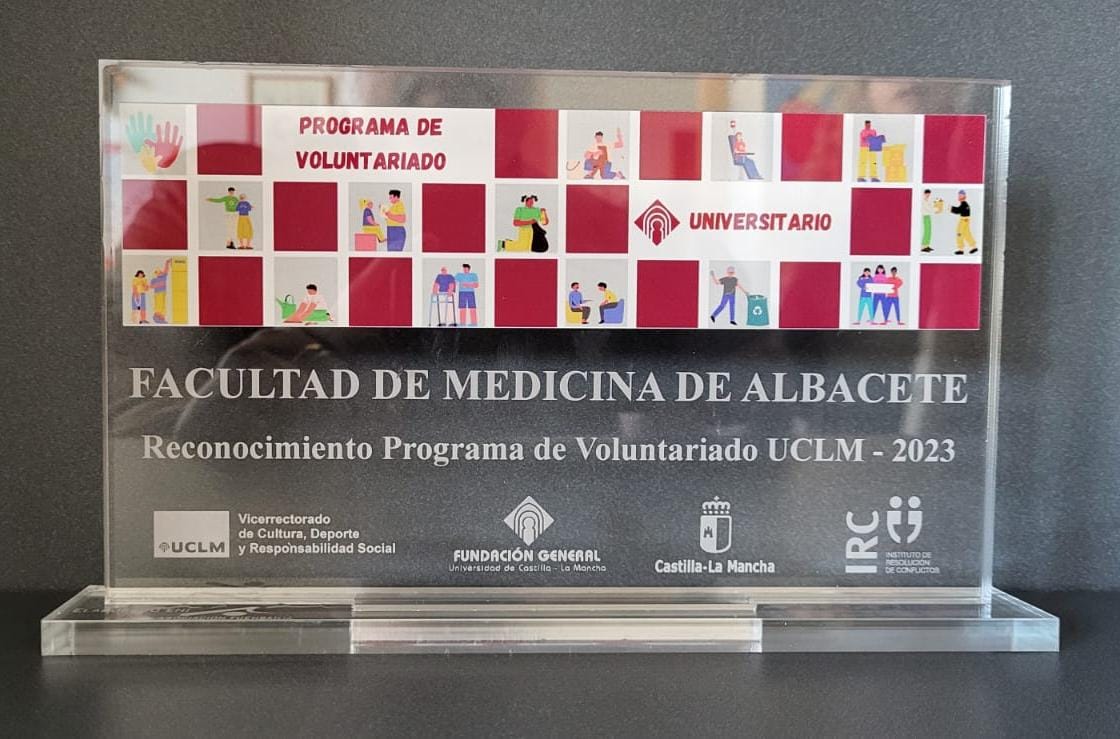 PROGRAMA DE
VOLUNTARIADO
UNIVERSITARIO
FACULTAD DE MEDICINA DE ALBACETE
Reconocimiento Programa de Voluntariado UCLM - 2023
UCLM
Vicerrectorado
de Cultura, Deporte
y Responsabilidad Social
FUNDACIÓN GENERAL
Universidad de Castilla - La Mancha
Castilla-La Mancha
IRC
INSTITUTO DE
RESOLUCIÓN
DE CONFLICTOS